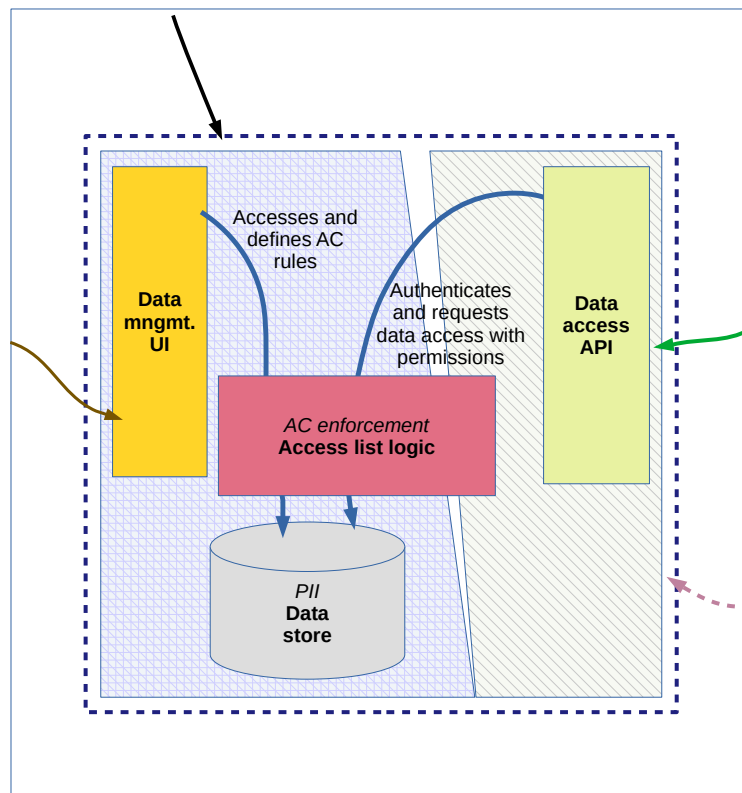 Accesses and
defines AC
rules
Data
mngmt.
UI
Authenticates
and requests
data access with
permissions
Data
access
API
AC enforcement
Access list logic
PII
Data
store